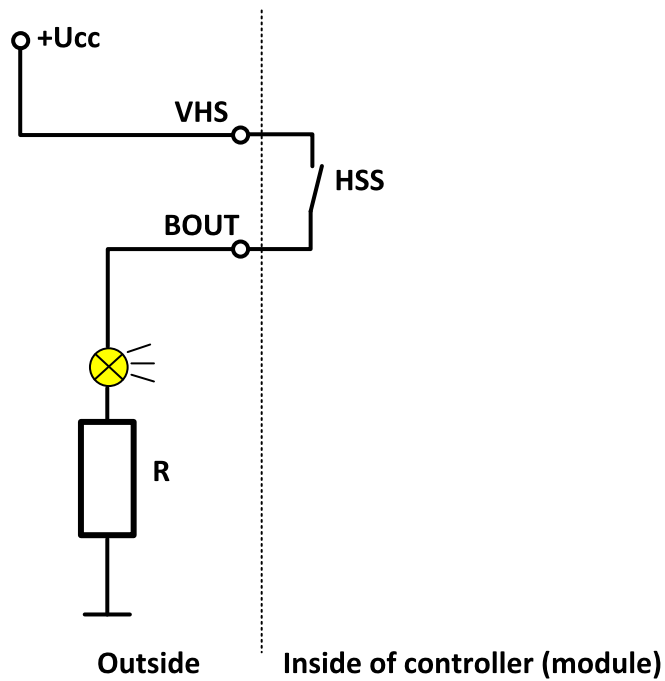 +Ucc
VHS
HSS
BOUT
R
Outside
Inside of controller (module)